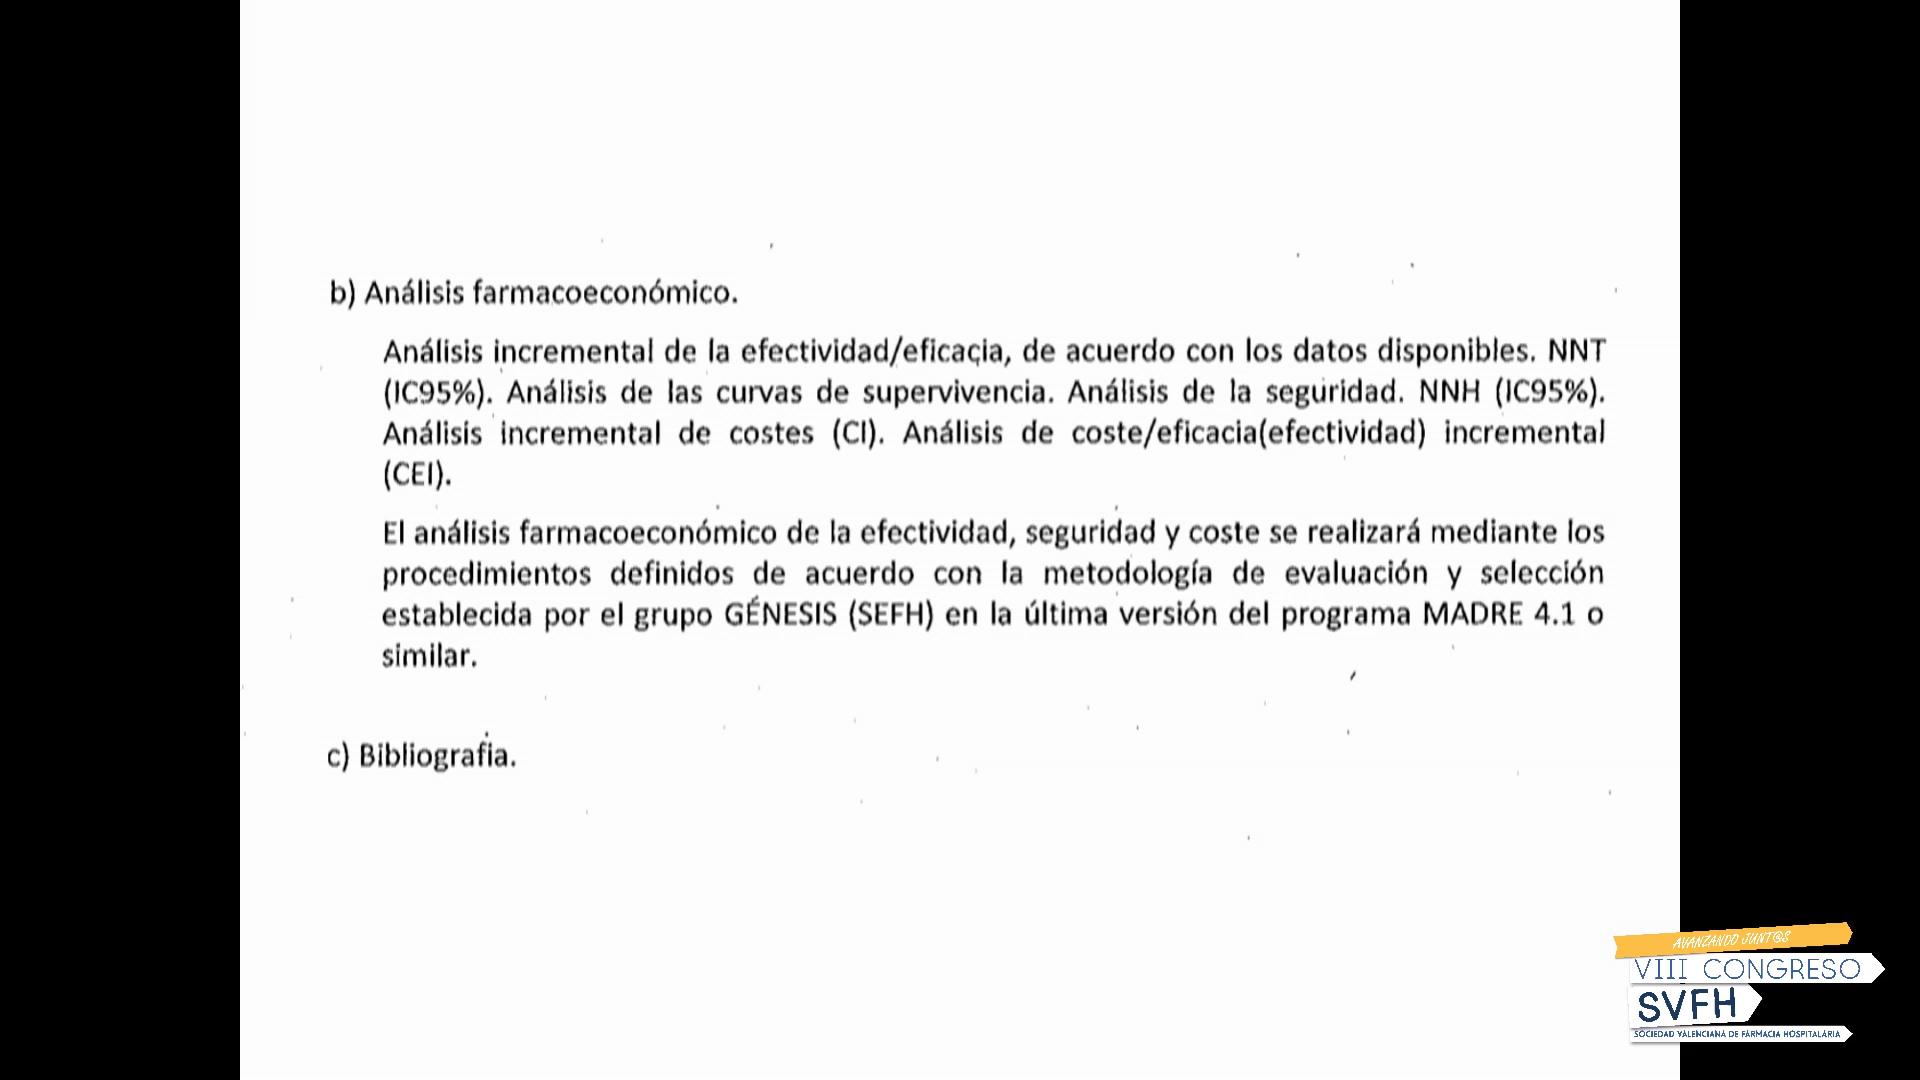 b) Análisis farmacoeconómico.
Análisis incremental de la efectividad/eficacia, de acuerdo con los datos disponibles. NNT
(IC95%). Análisis de las curvas de supervivencia. Análisis de la seguridad. NNH (IC95%).
Análisis incremental de costes (CI). Análisis de coste/eficacia(efectividad) incremental
(CEI).
El análisis farmacoeconómico de la efectividad, seguridad y coste se realizará mediante los
procedimientos definidos de acuerdo con la metodología de evaluación y selección
establecida por el grupo GÉNESIS (SEFH) en la última versión del programa MADRE 4.1 o
similar.
c) Bibliografia.
AVANZANDO JUNT@S
VIII CONGRESO
SVFH
SOCIEDAD VALENCIANA DE FARMACIA HOSPITALARIA